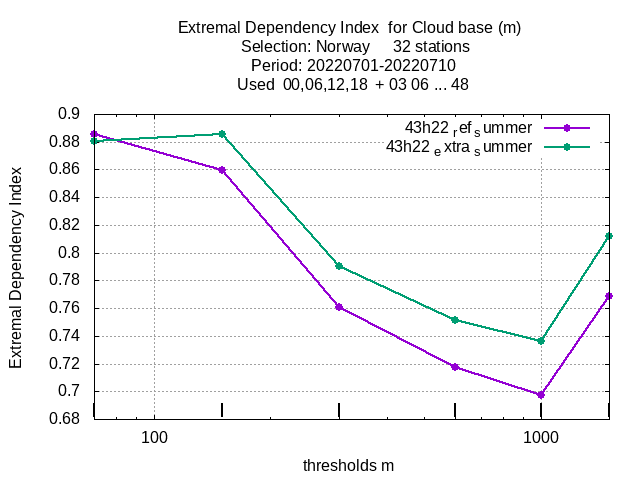 Extremal Dependency Index  for Cloud base (m)
Selection: Norway     32 stations
Period: 20220701-20220710
Used  00,06,12,18  + 03 06 ... 48
43h22 ref summer
43h22 extra summer
Extremal Dependency Index
0.9
0.88
0.86
0.84
0.82
0.8
0.78
0.76
0.74
0.72
0.7
0.68
100
1000
thresholds m